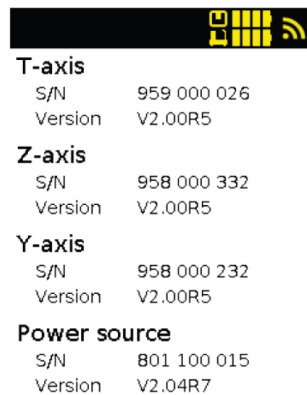 T-axis
S/N 959 000 026
Version V2.00R5
Z-axis
S/N 958 000 332
Version V2.00R5
Y-axis
S/N 958 000 232
Version V2.00R5
Power source
S/N 801 100 015
Version V2.04R7